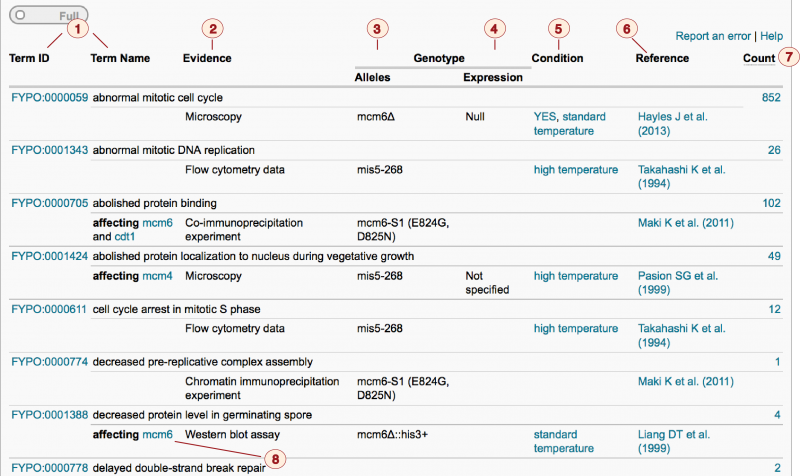 Full
1 2 3 4 5 6 7
Report an error | Help
Term ID Term Name Evidence Genotype Condition Reference Count
Alleles Expression
FYPO:0000059 abnormal mitotic cell cycle 852
Microscopy mcm6Δ Null YES, standard Hayles J et al.
temperature (2013)
FYPO:0001343 abnormal mitotic DNA replication 26
Flow cytometry data mis5-268 high temperature Takahashi K et al.
(1994)
FYPO:0000705 abolished protein binding 102
affecting mcm6 Co-immunoprecipitation mcm6-S1 (E824G, Maki K et al. (2011)
and cdt1 experiment D825N)
FYPO:0001424 abolished protein localization to nucleus during vegetative growth 49
affecting mcm4 Microscopy mis5-268 Not high temperature Pasion SG et al.
specified (1999)
FYPO:0000611 cell cycle arrest in mitotic S phase 12
Flow cytometry data mis5-268 high temperature Takahashi K et al.
(1994)
FYPO:0000774 decreased pre-replicative complex assembly 1
Chromatin immunoprecipitation mcm6-S1 (E824G, Maki K et al. (2011)
experiment D825N)
FYPO:0001388 decreased protein level in germinating spore 4
affecting mcm6 Western blot assay mcm6Δ::his3+ standard Liang DT et al.
temperature (1999)
8
FYPO:0000778 delayed double-strand break repair 2